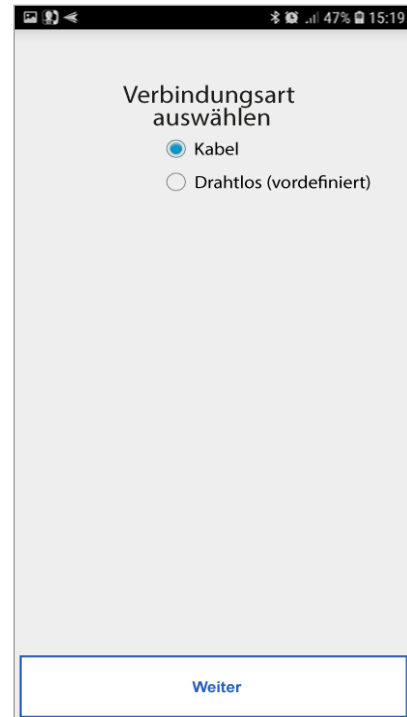 47% 15:19
Verbindungsart
auswählen
Kabel
Drahtlos (vordefiniert)
Weiter